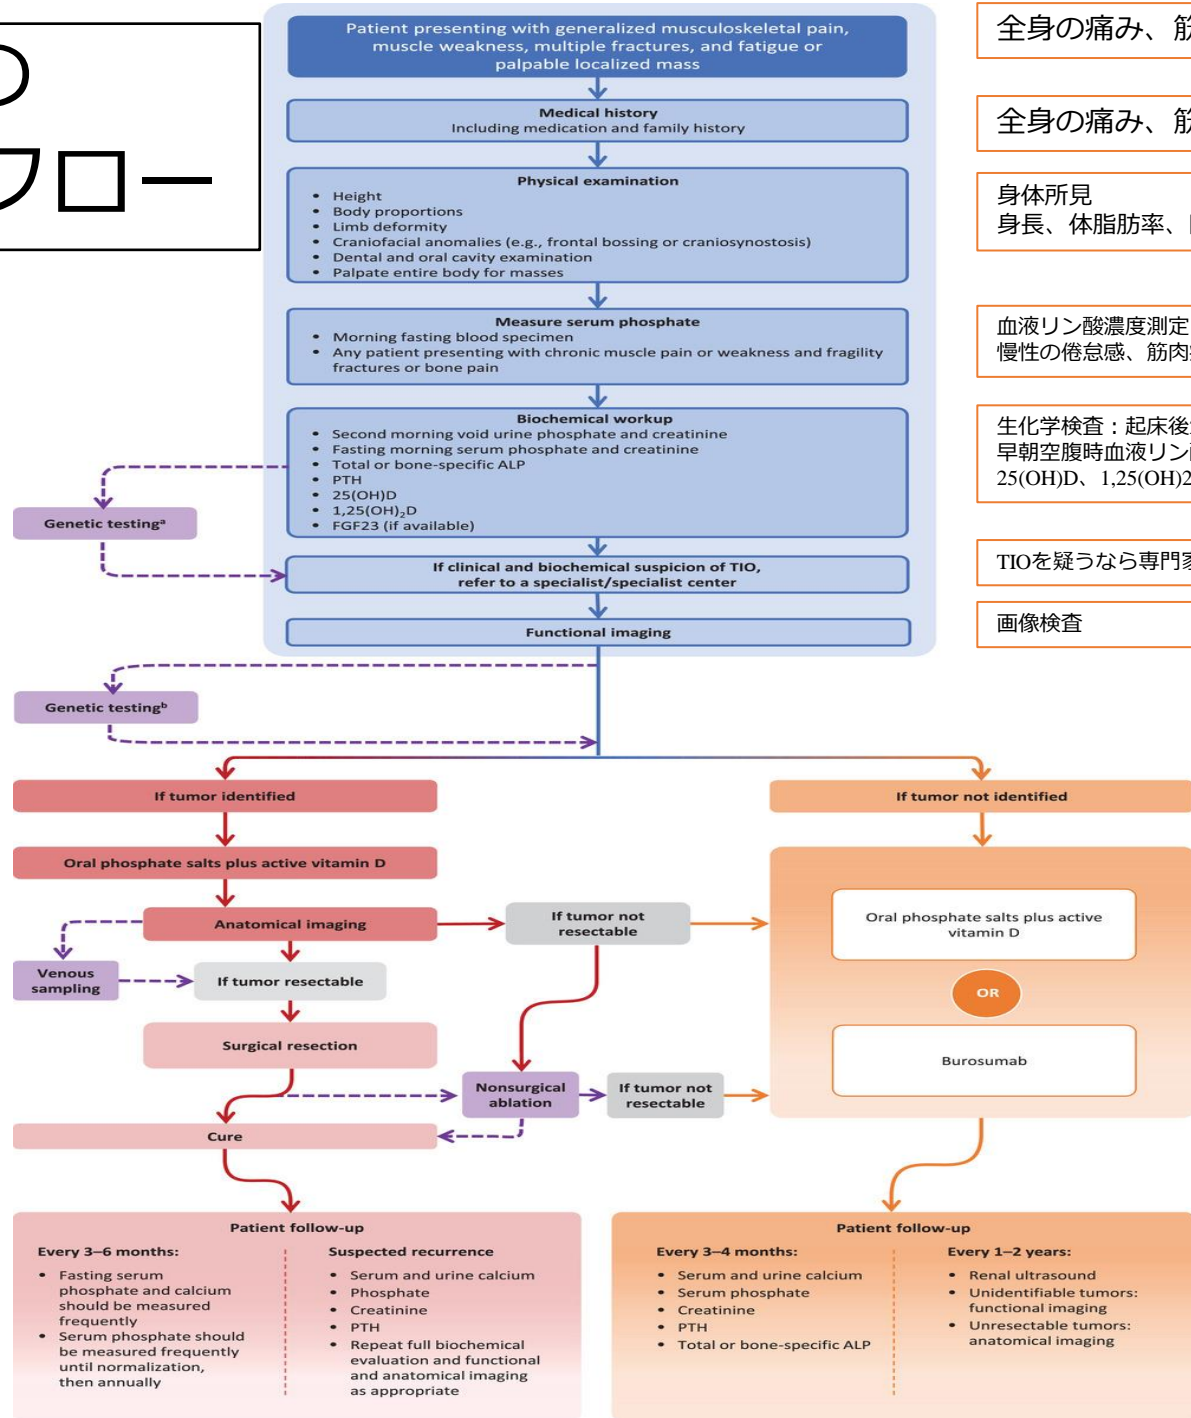 の
フロー
Patient presenting with generalized musculoskeletal pain,
muscle weakness, multiple fractures, and fatigue or
palpable localized mass
Medical history
Including medication and family history
Physical examination
• Height
• Body proportions
• Limb deformity
• Craniofacial anomalies (e.g., frontal bossing or craniosynostosis)
• Dental and oral cavity examination
• Palpate entire body for masses
Measure serum phosphate
• Morning fasting blood specimen
• Any patient presenting with chronic muscle pain or weakness and fragility
fractures or bone pain
Biochemical workup
• Second morning void urine phosphate and creatinine
• Fasting morning serum phosphate and creatinine
• Total or bone-specific ALP
• PTH
• 25(OH)D
• 1,25(OH)₂D
• FGF23 (if available)
Genetic testingᵃ
If clinical and biochemical suspicion of TIO,
refer to a specialist/specialist center
Functional imaging
全身の痛み、筋
全身の痛み、筋
身体所見
身長、体脂肪率、
血液リン酸濃度測定
慢性の倦怠感、筋肉
生化学検査：起床後
早朝空腹時血液リン
25(OH)D、1,25(OH)2
TIOを疑うなら専門家
画像検査
Genetic testingᵇ
If tumor identified
If tumor not identified
Oral phosphate salts plus active vitamin D
Anatomical imaging
If tumor not
resectable
Venous
sampling
If tumor resectable
Surgical resection
Nonsurgical
ablation
If tumor not
resectable
Cure
Oral phosphate salts plus active
vitamin D
OR
Burosumab
Patient follow-up
Every 3–6 months:
• Fasting serum
phosphate and calcium
should be measured
frequently
• Serum phosphate should
be measured frequently
until normalization,
then annually
Suspected recurrence
• Serum and urine calcium
• Phosphate
• Creatinine
• PTH
• Repeat full biochemical
evaluation and functional
and anatomical imaging
as appropriate
Patient follow-up
Every 3–4 months:
• Serum and urine calcium
• Serum phosphate
• Creatinine
• PTH
• Total or bone-specific ALP
Every 1–2 years:
• Renal ultrasound
• Unidentifiable tumors:
functional imaging
• Unresectable tumors:
anatomical imaging